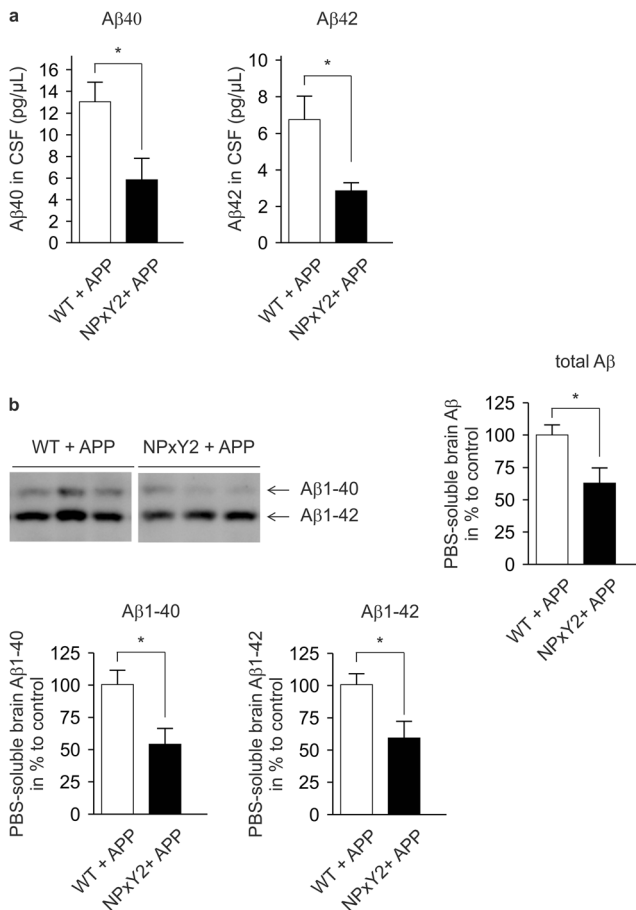 a
Aβ40
Aβ42
*
*
Aβ40 in CSF (pg/µL)
16
14
12
10
8
6
4
2
0
WT + APP
NPxY2+ APP
Aβ42 in CSF (pg/µL)
10
8
6
4
2
0
WT + APP
NPxY2+ APP
b
WT + APP
NPxY2 + APP
Aβ1-40
Aβ1-42
total Aβ
*
PBS-soluble brain Aβ
in % to control
125
100
75
50
25
0
WT + APP
NPxY2+ APP
Aβ1-40
*
PBS-soluble brain Aβ1-40
in % to control
125
100
75
50
25
0
WT + APP
NPxY2+ APP
Aβ1-42
*
PBS-soluble brain Aβ1-42
in % to control
125
100
75
50
25
0
WT + APP
NPxY2+ APP